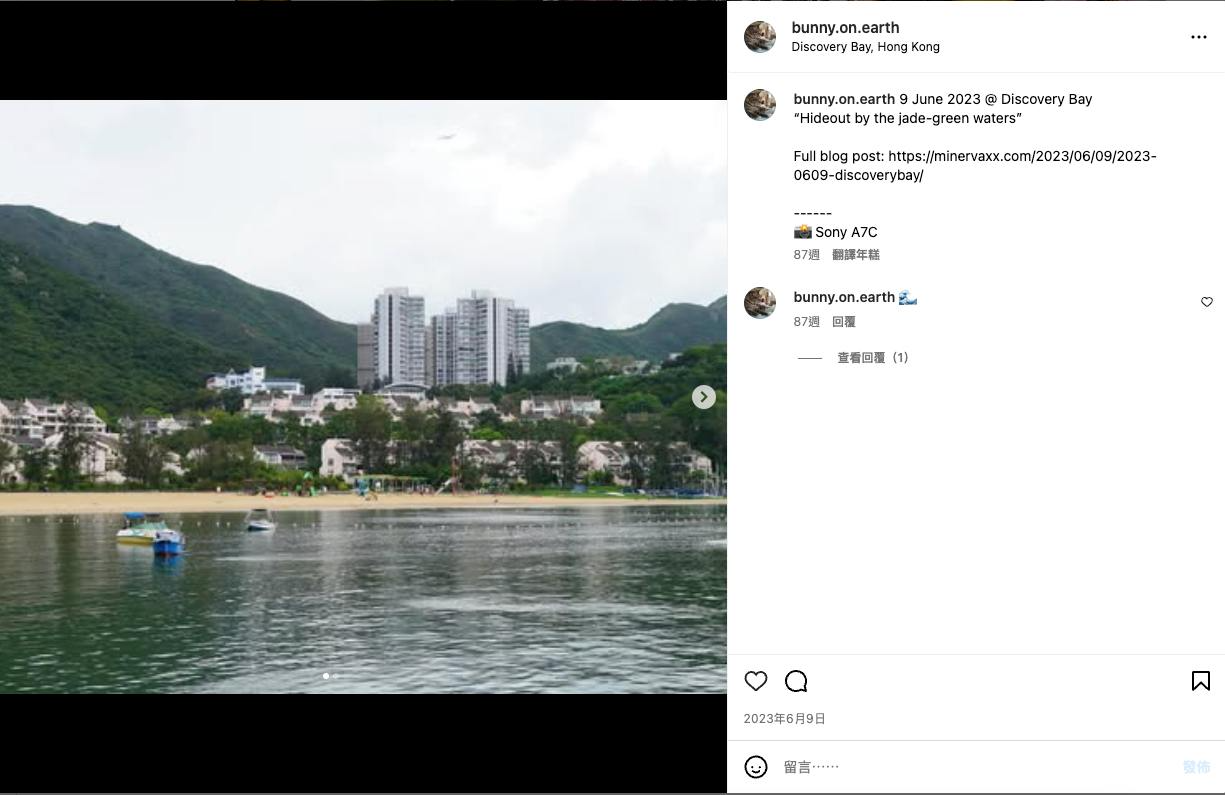 bunny.on.earth
Discovery Bay, Hong Kong
bunny.on.earth 9 June 2023 @ Discovery Bay
“Hideout by the jade-green waters”
Full blog post: https://minervaxx.com/2023/06/09/2023-
0609-discoverybay/
------
📸 Sony A7C
87週 翻譯年糕
bunny.on.earth 🌊
87週 回覆
查看回覆（1）
2023年6月9日
留言⋯⋯
發佈